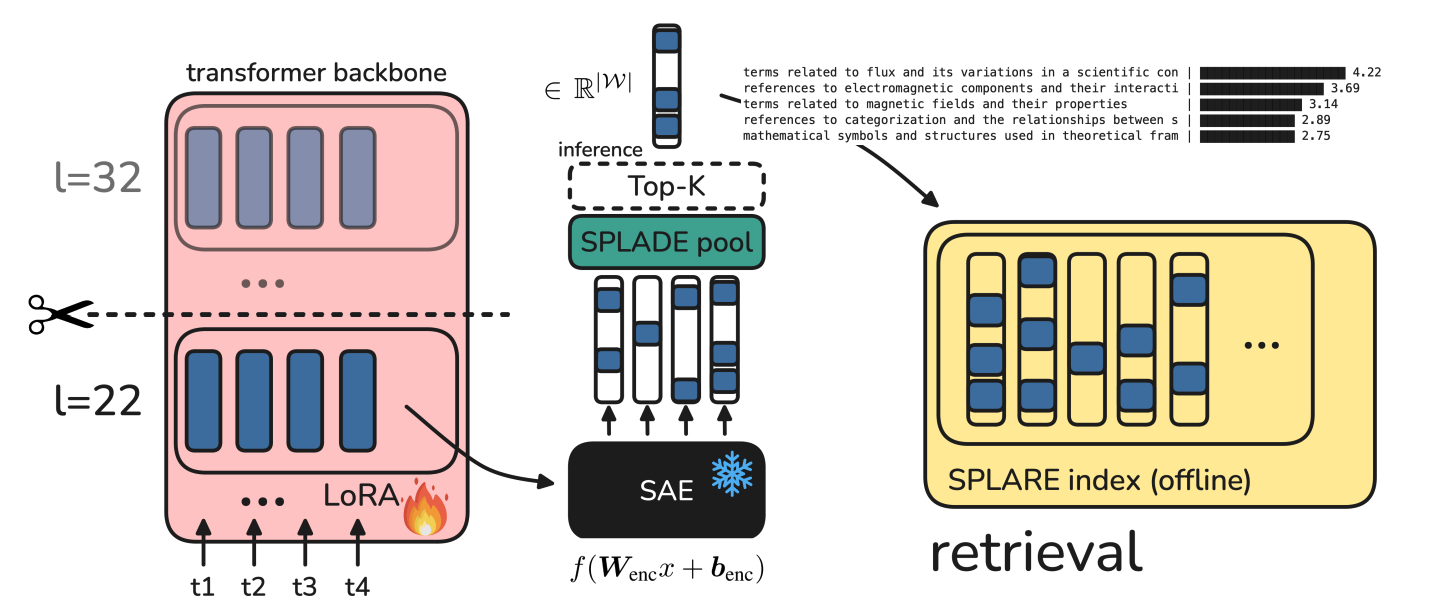 transformer backbone
l=32
...
l=22
... LoRA
t1 t2 t3 t4
∈ ℝ^|𝒲|
inference
Top-K
SPLADE pool
SAE
f(W_enc x + b_enc)
terms related to flux and its variations in a scientific con | 4.22
references to electromagnetic components and their interacti | 3.69
terms related to magnetic fields and their properties | 3.14
references to categorization and the relationships between s | 2.89
mathematical symbols and structures used in theoretical fram | 2.75
...
SPLARE index (offline)
retrieval